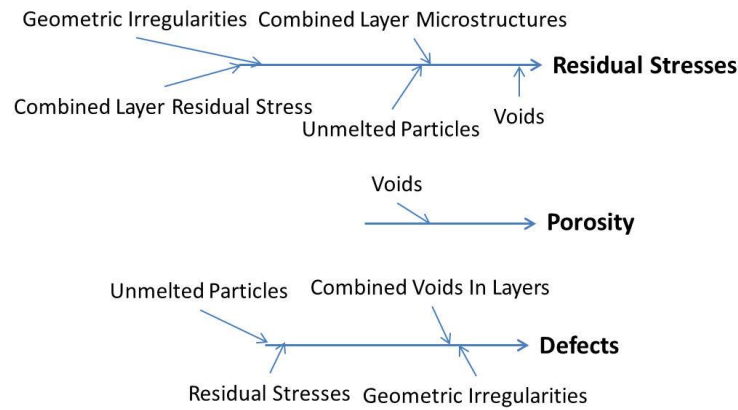 Geometric Irregularities
Combined Layer Microstructures
Residual Stresses
Combined Layer Residual Stress
Unmelted Particles
Voids
Voids
Porosity
Unmelted Particles
Combined Voids In Layers
Defects
Residual Stresses
Geometric Irregularities